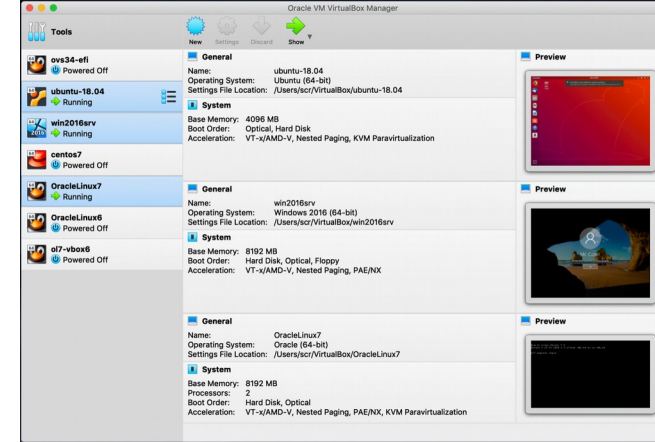 Oracle VM VirtualBox Manager
Tools
New
Settings
Discard
Show
ovs34-efi
Powered Off
ubuntu-18.04
Running
win2016srv
Running
centos7
Powered Off
OracleLinux7
Running
OracleLinux6
Powered Off
ol7-vbox6
Powered Off
General
Name: ubuntu-18.04
Operating System: Ubuntu (64-bit)
Settings File Location: /Users/scr/VirtualBox/ubuntu-18.04
System
Base Memory: 4096 MB
Boot Order: Optical, Hard Disk
Acceleration: VT-x/AMD-V, Nested Paging, KVM Paravirtualization
Preview
General
Name: win2016srv
Operating System: Windows 2016 (64-bit)
Settings File Location: /Users/scr/VirtualBox/win2016srv
System
Base Memory: 8192 MB
Boot Order: Hard Disk, Optical, Floppy
Acceleration: VT-x/AMD-V, Nested Paging, PAE/NX
Preview
General
Name: OracleLinux7
Operating System: Oracle (64-bit)
Settings File Location: /Users/scr/VirtualBox/OracleLinux7
System
Base Memory: 8192 MB
Processors: 2
Boot Order: Hard Disk, Optical
Acceleration: VT-x/AMD-V, Nested Paging, PAE/NX, KVM Paravirtualization
Preview